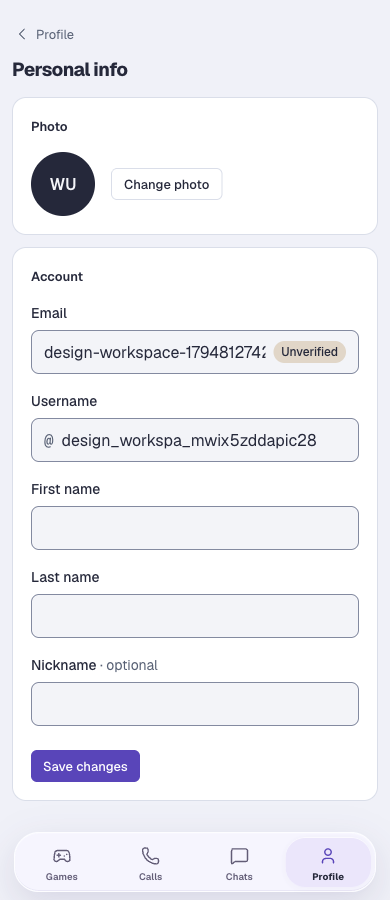 Profile
Personal info
Photo
WU
Change photo
Account
Email
design-workspace-179481274
Unverified
Username
@ design_workspa_mwix5zddapic28
First name
Last name
Nickname · optional
Save changes
Games
Calls
Chats
Profile